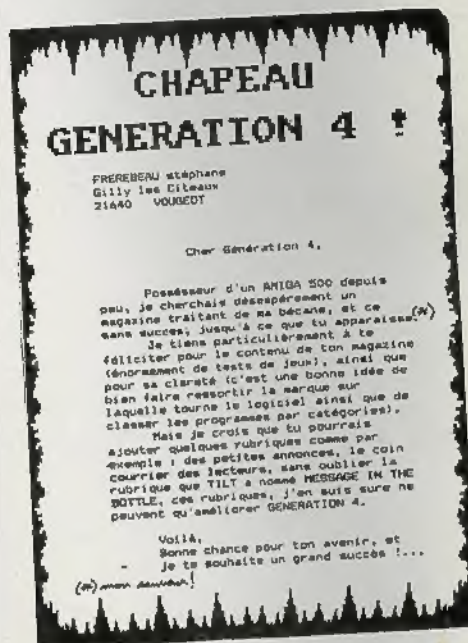 CHAPEAU
GENERATION 4 !
FREREBEAU stéphane
Gilly les Citeaux
21640 VOUGEOT
Cher Génération 4,
Possésseur d'un AMIGA 500 depuis
peu, je cherchais désespérement un
magazine traitant de ma bécane, et ce
sans succès; jusqu'à ce que tu apparaisse.(*)
Je tiens particulièrement à te
féliciter pour le contenu de ton magazine
(énormement de tests de jeux), ainsi que
pour sa clareté (c'est une bonne idée de
bien faire ressortir la marque sur
laquelle tourne le logiciel ainsi que de
classer les programmes par catégories).
Mais je crois que tu pourrais
ajouter quelques rubriques comme par
exemple : des petites annonces, le coin
courrier des lecteurs, sans oublier la
rubrique que TILT a nommé MESSAGE IN THE
BOTTLE, ces rubriques, j'en suis sure ne
peuvent qu'améliorer GENERATION 4.
Voilà,
Bonne chance pour ton avenir, et
je te souhaite un grand succès !...
(*) mon sauveur!